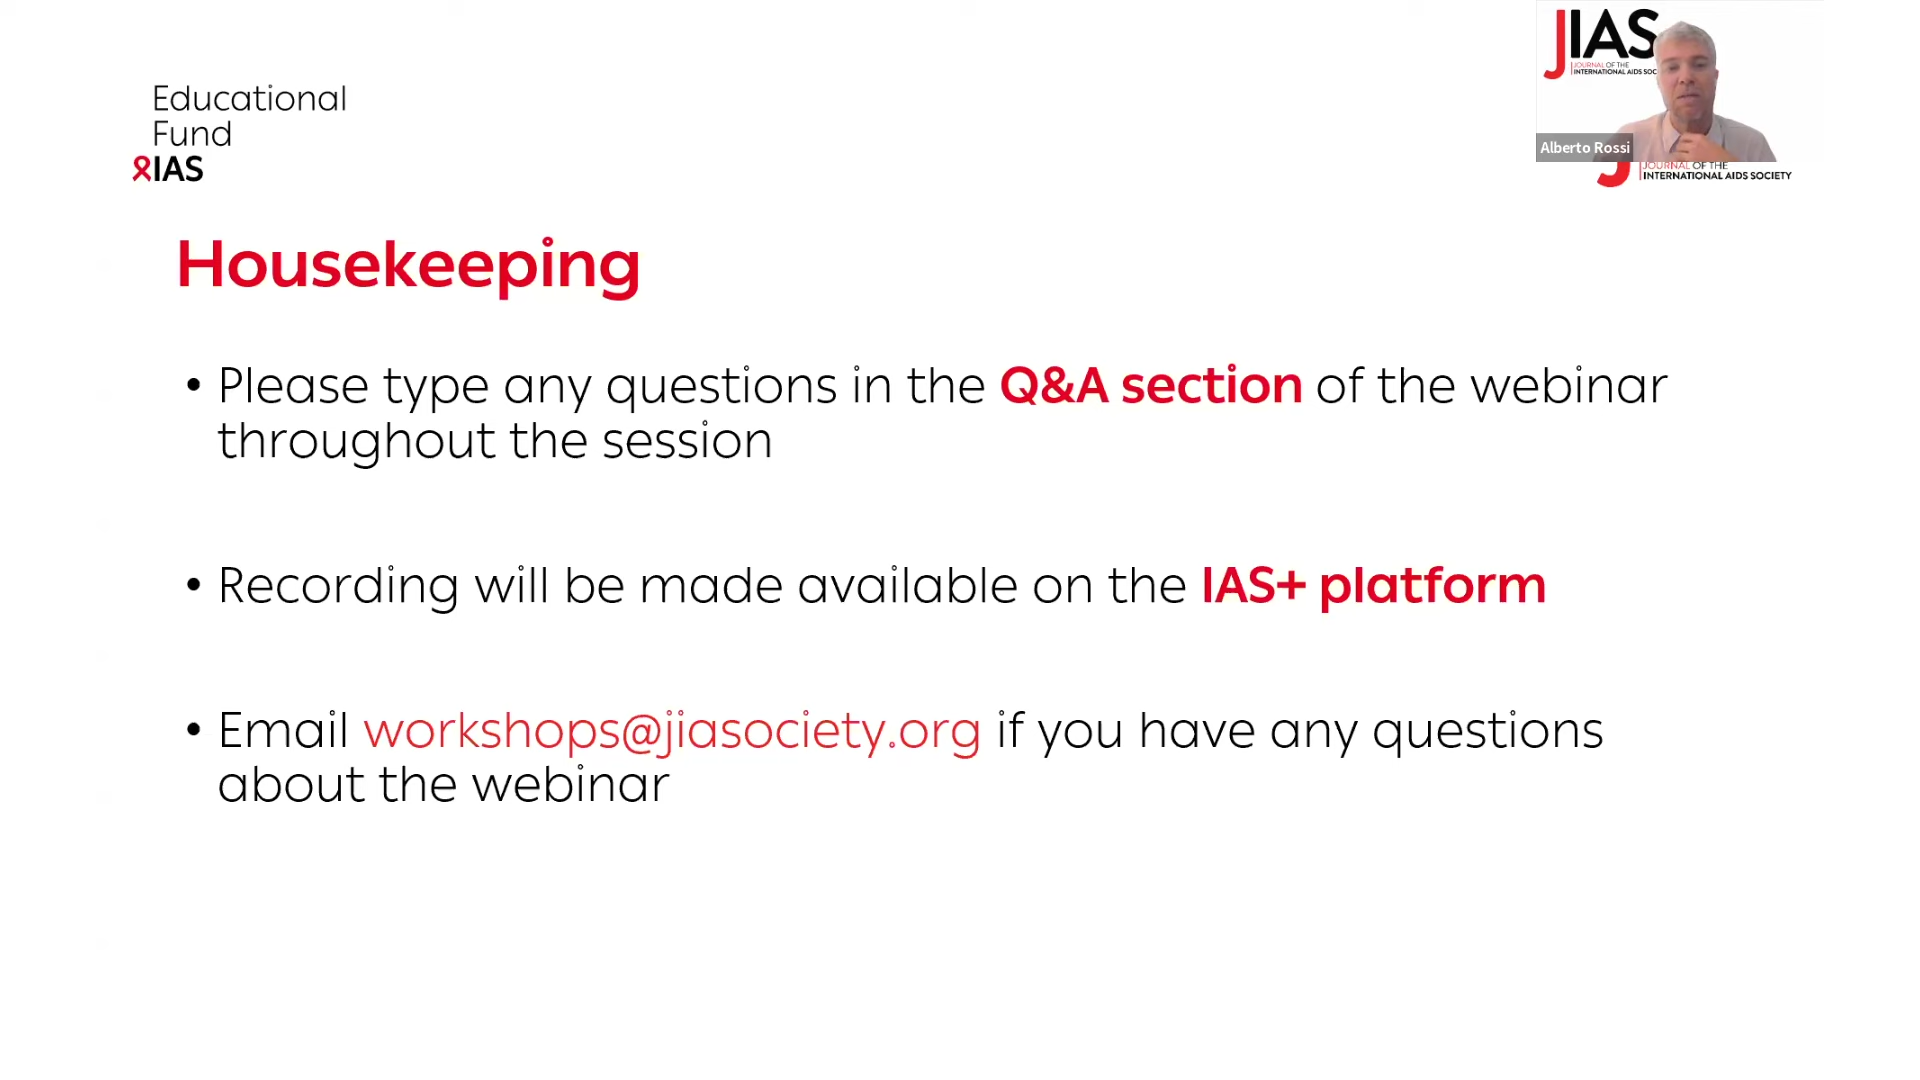 Educational
Fund
IAS
JIAS
JOURNAL OF THE
INTERNATIONAL AIDS SOC
Alberto Rossi
JOURNAL OF THE
INTERNATIONAL AIDS SOCIETY
Housekeeping
• Please type any questions in the Q&A section of the webinar
throughout the session
• Recording will be made available on the IAS+ platform
• Email workshops@jiasociety.org if you have any questions
about the webinar